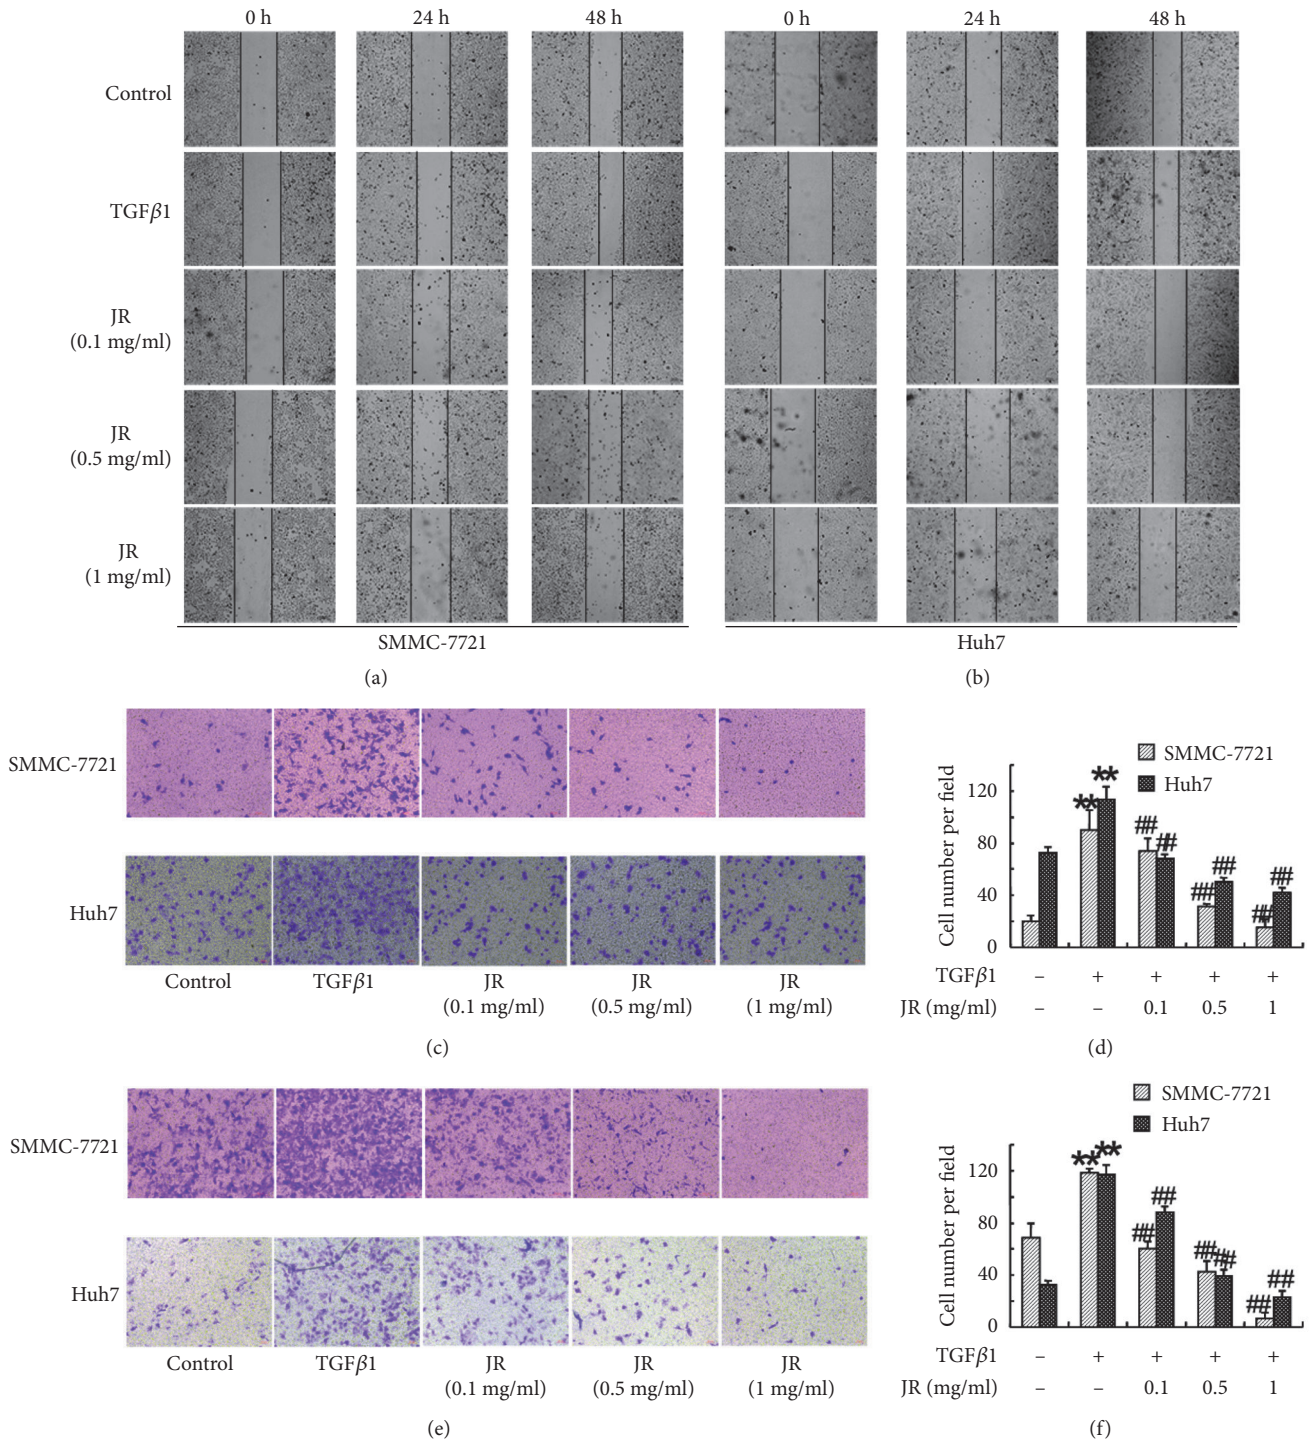 0 h 24 h 48 h 0 h 24 h 48 h
Control
TGFβ1
JR
(0.1 mg/ml)
JR
(0.5 mg/ml)
JR
(1 mg/ml)
SMMC-7721 Huh7
(a) (b)
SMMC-7721
Huh7
Control TGFβ1 JR JR JR
(0.1 mg/ml) (0.5 mg/ml) (1 mg/ml)
(c)
SMMC-7721
Huh7
Cell number per field
120
80
40
0
** ** ## ## ## ## ## ##
TGFβ1 – + + + +
JR (mg/ml) – – 0.1 0.5 1
(d)
SMMC-7721
Huh7
Control TGFβ1 JR JR JR
(0.1 mg/ml) (0.5 mg/ml) (1 mg/ml)
(e)
SMMC-7721
Huh7
Cell number per field
120
80
40
0
** ** ## ## ## ## ## ##
TGFβ1 – + + + +
JR (mg/ml) – – 0.1 0.5 1
(f)